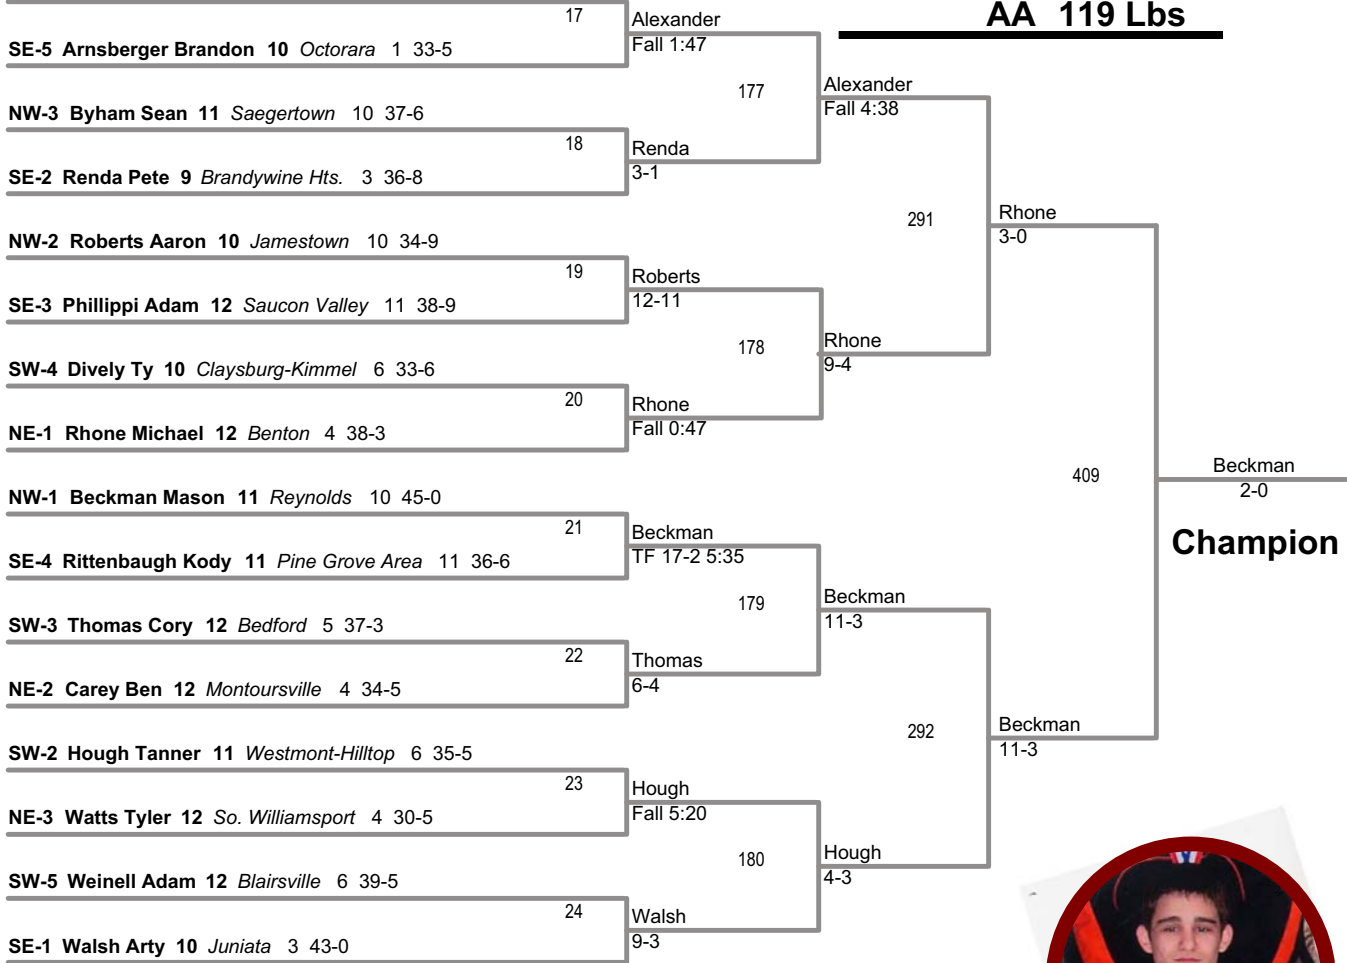 AA 119 Lbs
17
Alexander
Fall 1:47
SE-5 Arnsberger Brandon 10 Octorara 1 33-5
177
Alexander
Fall 4:38
NW-3 Byham Sean 11 Saegertown 10 37-6
18
Renda
3-1
SE-2 Renda Pete 9 Brandywine Hts. 3 36-8
291
Rhone
3-0
NW-2 Roberts Aaron 10 Jamestown 10 34-9
19
Roberts
12-11
SE-3 Phillippi Adam 12 Saucon Valley 11 38-9
178
Rhone
9-4
SW-4 Dively Ty 10 Claysburg-Kimmel 6 33-6
20
Rhone
Fall 0:47
NE-1 Rhone Michael 12 Benton 4 38-3
409
Beckman
2-0
Champion
NW-1 Beckman Mason 11 Reynolds 10 45-0
21
Beckman
TF 17-2 5:35
SE-4 Rittenbaugh Kody 11 Pine Grove Area 11 36-6
179
Beckman
11-3
SW-3 Thomas Cory 12 Bedford 5 37-3
22
Thomas
6-4
NE-2 Carey Ben 12 Montoursville 4 34-5
292
Beckman
11-3
SW-2 Hough Tanner 11 Westmont-Hilltop 6 35-5
23
Hough
Fall 5:20
NE-3 Watts Tyler 12 So. Williamsport 4 30-5
180
Hough
4-3
SW-5 Weinell Adam 12 Blairsville 6 39-5
24
Walsh
9-3
SE-1 Walsh Arty 10 Juniata 3 43-0